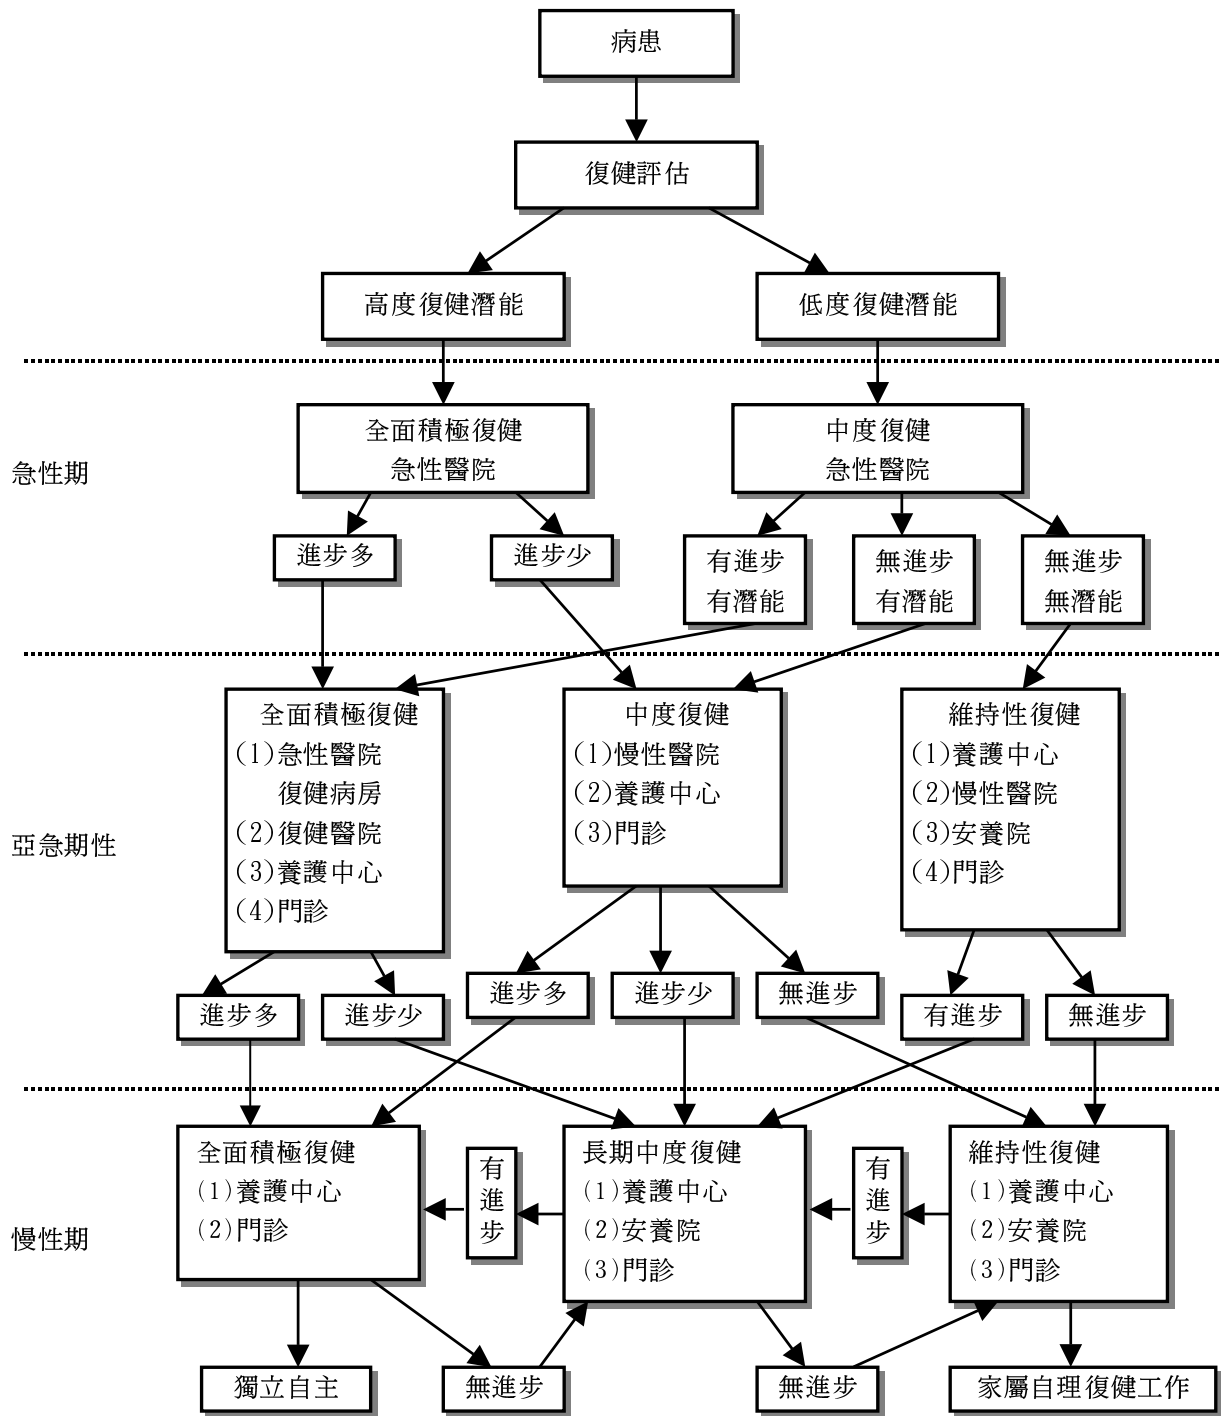 病患
復健評估
高度復健潛能
低度復健潛能
急性期
全面積極復健
急性醫院
中度復健
急性醫院
進步多
進步少
有進步
有潛能
無進步
有潛能
無進步
無潛能
亞急期性
全面積極復健
(1)急性醫院
復健病房
(2)復健醫院
(3)養護中心
(4)門診
中度復健
(1)慢性醫院
(2)養護中心
(3)門診
維持性復健
(1)養護中心
(2)慢性醫院
(3)安養院
(4)門診
進步多
進步少
進步多
進步少
無進步
有進步
無進步
慢性期
全面積極復健
(1)養護中心
(2)門診
有進步
長期中度復健
(1)養護中心
(2)安養院
(3)門診
有進步
維持性復健
(1)養護中心
(2)安養院
(3)門診
獨立自主
無進步
無進步
家屬自理復健工作